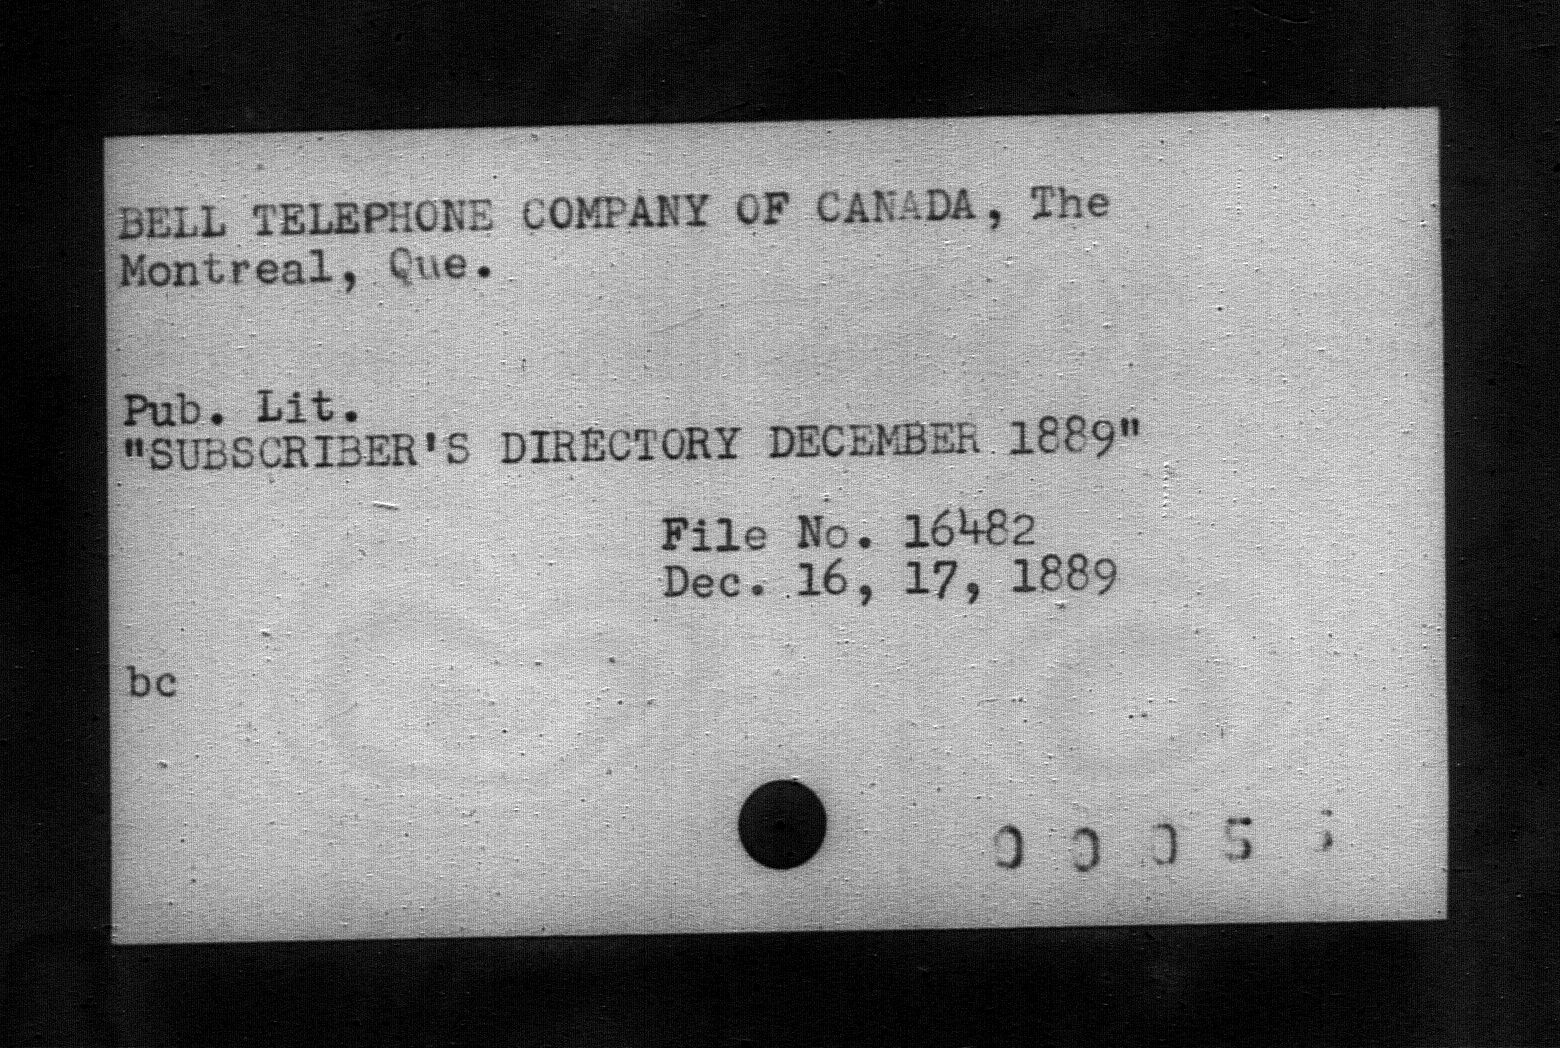 BELL TELEPHONE COMPANY OF CANADA, The
Montreal, Que.
Pub. Lit.
"SUBSCRIBER'S DIRECTORY DECEMBER 1889"
File No. 16482
Dec. 16, 17, 1889
bc